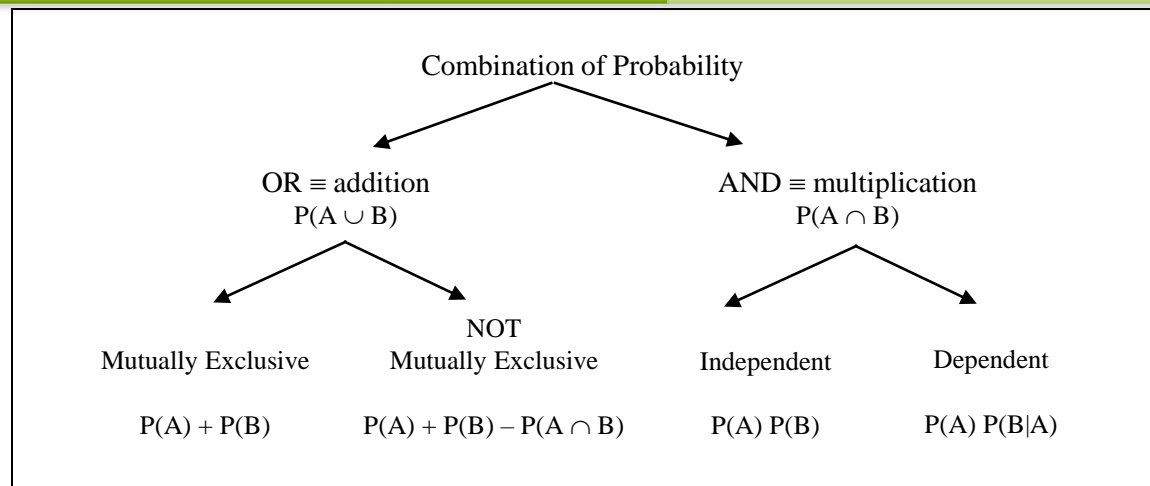 Combination of Probability
OR ≡ addition
P(A ∪ B)
AND ≡ multiplication
P(A ∩ B)
Mutually Exclusive
NOT
Mutually Exclusive
Independent
Dependent
P(A) + P(B)
P(A) + P(B) – P(A ∩ B)
P(A) P(B)
P(A) P(B|A)